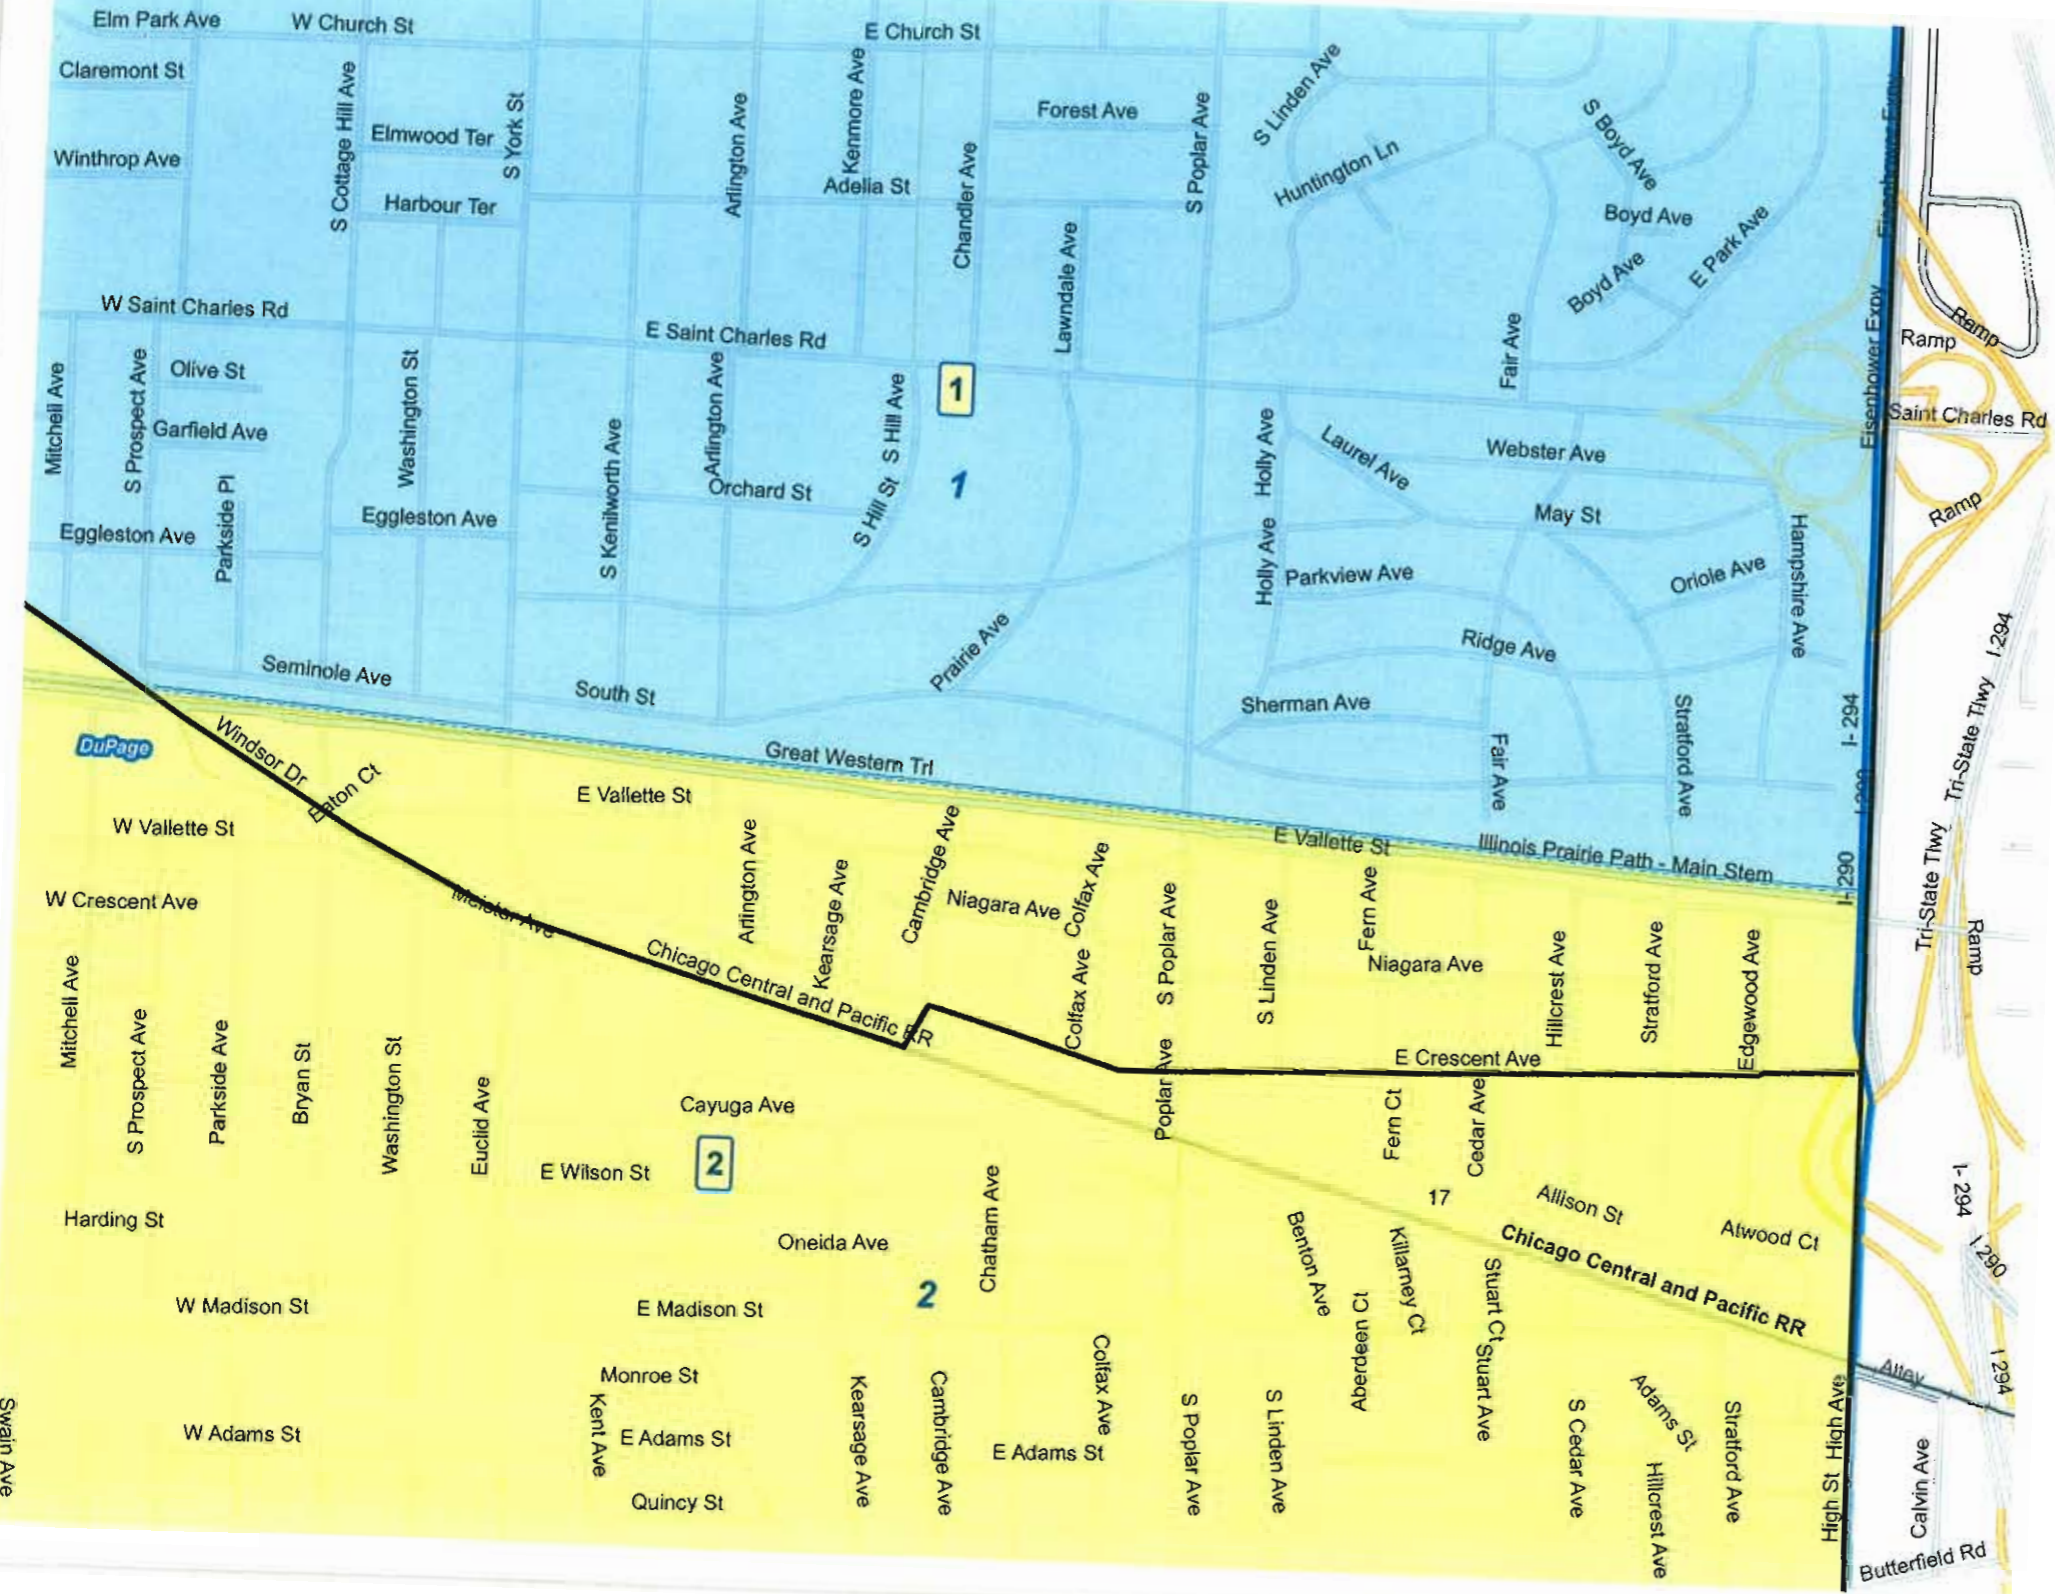 Elm Park Ave
W Church St
E Church St
Claremont St
Winthrop Ave
S Cottage Hill Ave
Elmwood Ter
S York St
Harbour Ter
Arlington Ave
Kenmore Ave
Adelia St
Chandler Ave
Forest Ave
Lawndale Ave
S Poplar Ave
S Linden Ave
Huntington Ln
S Boyd Ave
Boyd Ave
Boyd Ave
E Park Ave
Fair Ave
Eisenhower Expy
Eisenhower Expy
Ramp
Ramp
Saint Charles Rd
Ramp
W Saint Charles Rd
E Saint Charles Rd
Mitchell Ave
S Prospect Ave
Olive St
Garfield Ave
Parkside Pl
Eggleston Ave
Washington St
Eggleston Ave
S Kenilworth Ave
Arlington Ave
Orchard St
S Hill St
S Hill Ave
1
1
Holly Ave
Holly Ave
Laurel Ave
Webster Ave
May St
Parkview Ave
Oriole Ave
Hampshire Ave
Ridge Ave
Prairie Ave
Sherman Ave
Fair Ave
Stratford Ave
I- 294
I-290
I-294
Tri-State Tlwy
Tri-State Tlwy
Ramp
Seminole Ave
South St
Great Western Trl
Illinois Prairie Path - Main Stem
DuPage
Windsor Dr
Eaton Ct
W Vallette St
E Vallette St
E Vallette St
W Crescent Ave
Meister Ave
Chicago Central and Pacific RR
Arlington Ave
Kearsage Ave
Cambridge Ave
Niagara Ave
Colfax Ave
Colfax Ave
S Poplar Ave
Poplar Ave
S Linden Ave
Fern Ave
Niagara Ave
Hillcrest Ave
Stratford Ave
Edgewood Ave
E Crescent Ave
Mitchell Ave
S Prospect Ave
Parkside Ave
Bryan St
Washington St
Euclid Ave
Cayuga Ave
E Wilson St
2
Harding St
Oneida Ave
Chatham Ave
2
W Madison St
E Madison St
Monroe St
W Adams St
Kent Ave
E Adams St
Quincy St
Kearsage Ave
Cambridge Ave
E Adams St
Colfax Ave
S Poplar Ave
S Linden Ave
Fern Ct
Cedar Ave
17
Allison St
Atwood Ct
Chicago Central and Pacific RR
Benton Ave
Killarney Ct
Aberdeen Ct
Stuart Ct
Stuart Ave
S Cedar Ave
Adams St
Hillcrest Ave
Stratford Ave
High Ave
High St
Alley
Calvin Ave
Butterfield Rd
I- 294
I-290
I 294
Swain Ave